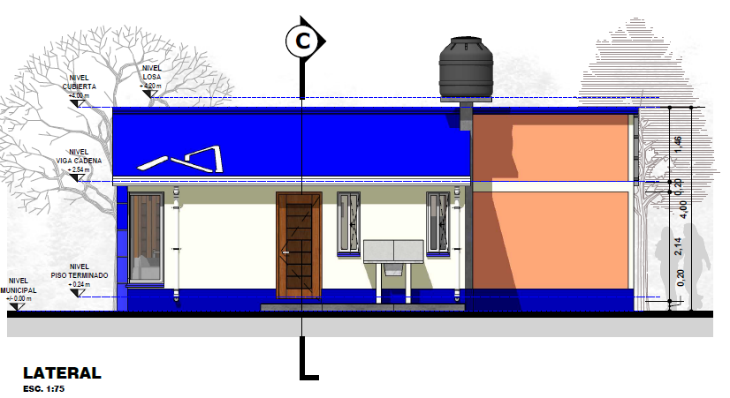 C
NIVEL
LOSA
+ 4.20 m
NIVEL
CUBIERTA
+4.00 m
NIVEL
VIGA CADENA
+ 2.54 m
NIVEL
PISO TERMINADO
+ 0.24 m
NIVEL
MUNICIPAL
+/- 0.00 m
1,46
0,20
4,00
2,14
0,20
LATERAL
ESC. 1:75